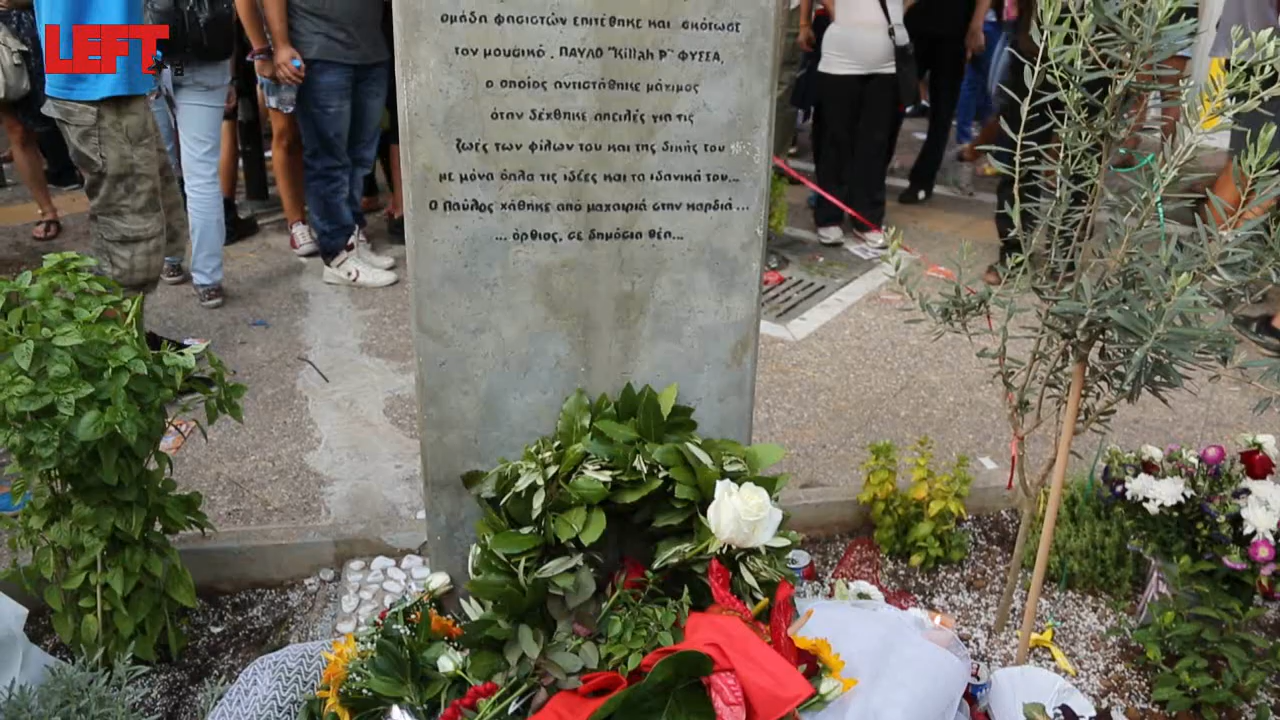 LEFT
ομάδα φασιστών επιτέθηκε και σκότωσε
τον μουσικό , ΠΑΥΛΟ "Killah P" ΦΥΣΣΑ,
ο οποίος αντιστάθηκε μάχιμος
όταν δέχθηκε απειλές για τις
ζωές των φίλων του και της δικής του
με μόνα όπλα τις ιδέες και τα ιδανικά του...
Ο Παύλος χάθηκε από μαχαιριά στην καρδιά ...
... όρθιος, σε δημόσια θέα...